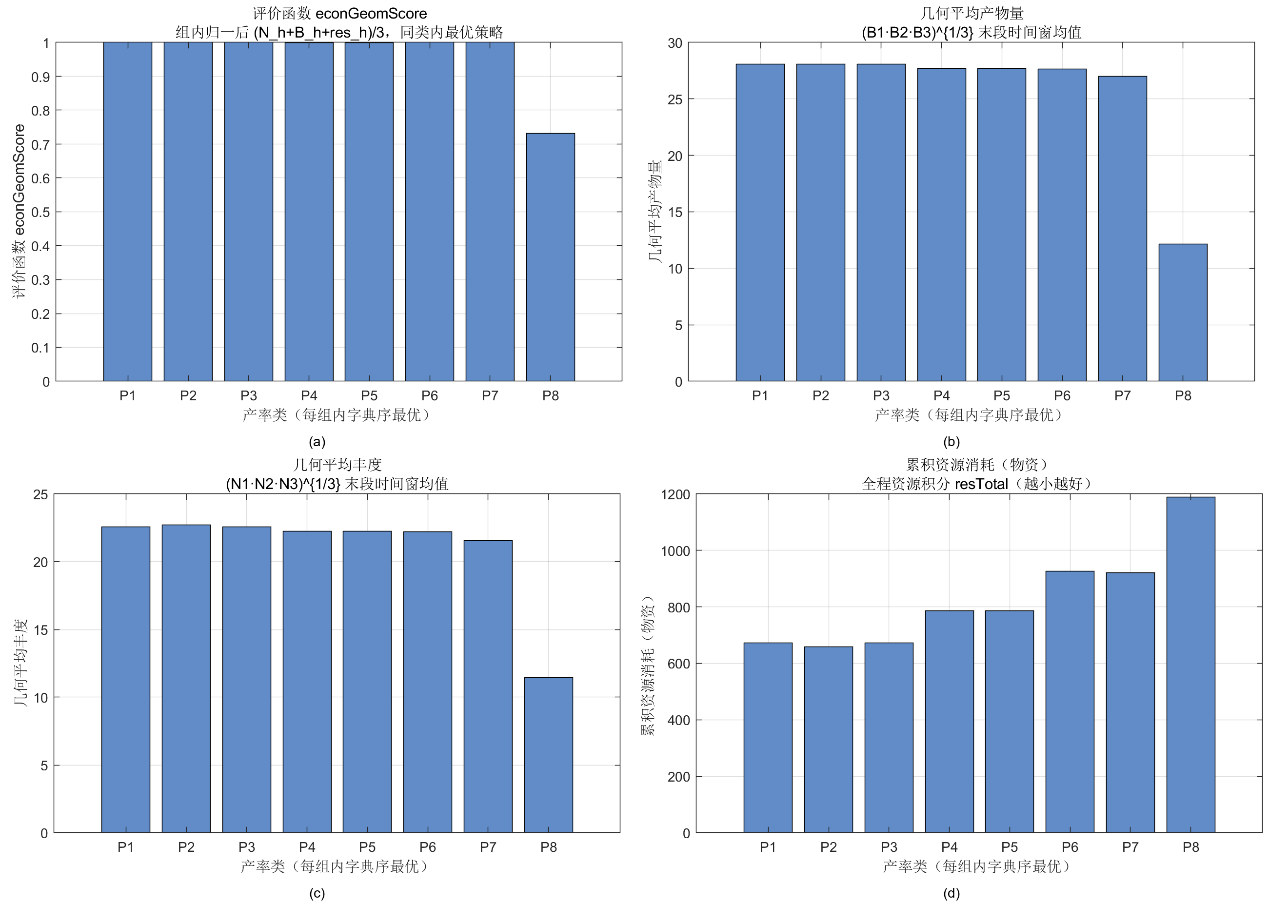 评价函数 econGeomScore
组内归一后 (N_h+B_h+res_h)/3，同类内最优策略
评价函数 econGeomScore
1
0.9
0.8
0.7
0.6
0.5
0.4
0.3
0.2
0.1
0
P1 P2 P3 P4 P5 P6 P7 P8
产率类（每组内字典序最优）
(a)
几何平均产物量
(B1·B2·B3)^{1/3} 末段时间窗均值
几何平均产物量
30
25
20
15
10
5
0
P1 P2 P3 P4 P5 P6 P7 P8
产率类（每组内字典序最优）
(b)
几何平均丰度
(N1·N2·N3)^{1/3} 末段时间窗均值
几何平均丰度
25
20
15
10
5
0
P1 P2 P3 P4 P5 P6 P7 P8
产率类（每组内字典序最优）
(c)
累积资源消耗（物资）
全程资源积分 resTotal（越小越好）
累积资源消耗（物资）
1200
1000
800
600
400
200
0
P1 P2 P3 P4 P5 P6 P7 P8
产率类（每组内字典序最优）
(d)